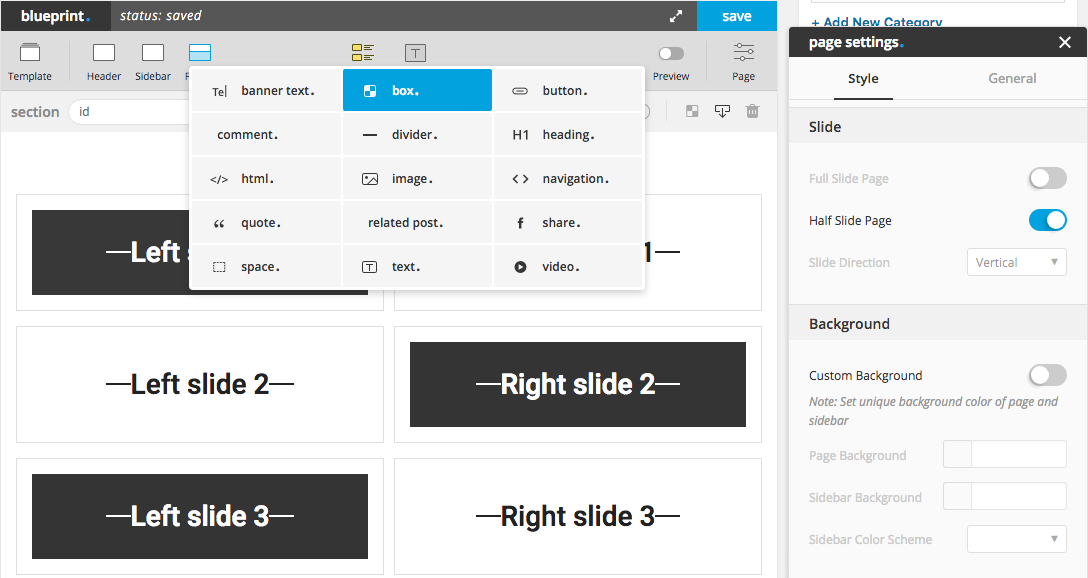 blueprint. status: saved save
Template Header Sidebar Preview Page
section id
Te| banner text. box. button.
comment. divider. H1 heading.
</> html. image. <> navigation.
quote. related post. share.
space. T text. video.
Left
1
Left slide 2 Right slide 2
Left slide 3 Right slide 3
+ Add New Category
page settings.
Style General
Slide
Full Slide Page
Half Slide Page
Slide Direction Vertical
Background
Custom Background
Note: Set unique background color of page and
sidebar
Page Background
Sidebar Background
Sidebar Color Scheme